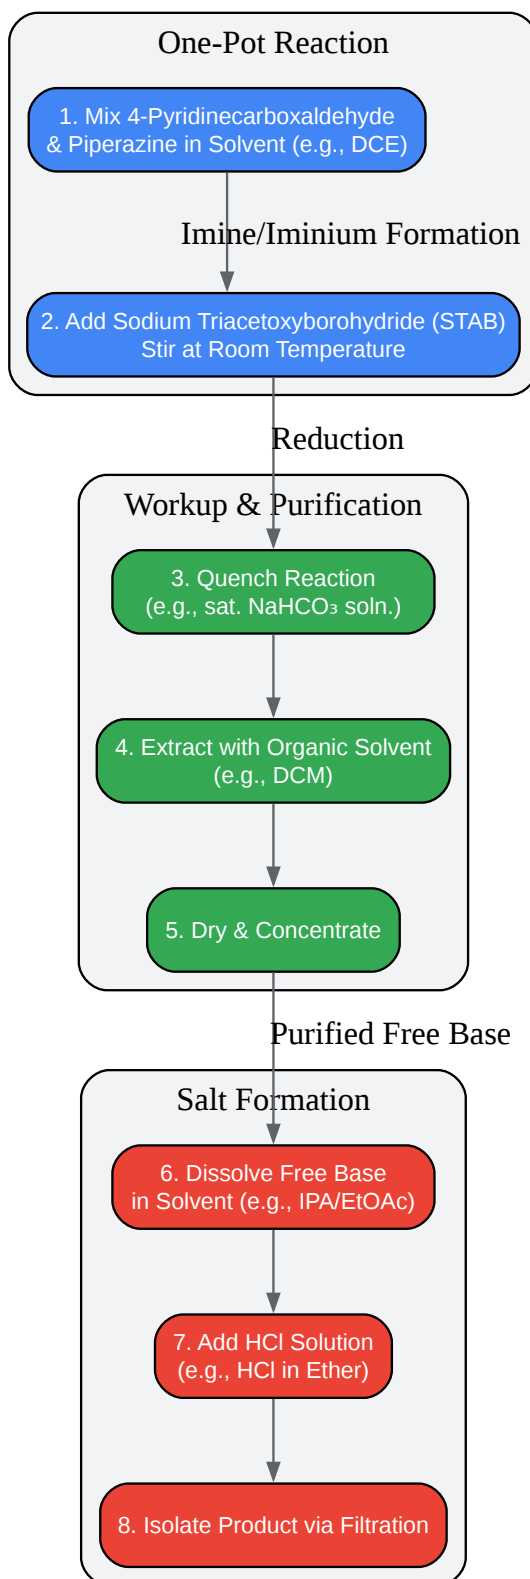 One-Pot Reaction
1. Mix 4-Pyridinecarboxaldehyde
& Piperazine in Solvent (e.g., DCE)
Imine/Iminium Formation
2. Add Sodium Triacetoxyborohydride (STAB)
Stir at Room Temperature
Reduction
Workup & Purification
3. Quench Reaction
(e.g., sat. NaHCO₃ soln.)
4. Extract with Organic Solvent
(e.g., DCM)
5. Dry & Concentrate
Purified Free Base
Salt Formation
6. Dissolve Free Base
in Solvent (e.g., IPA/EtOAc)
7. Add HCl Solution
(e.g., HCl in Ether)
8. Isolate Product via Filtration